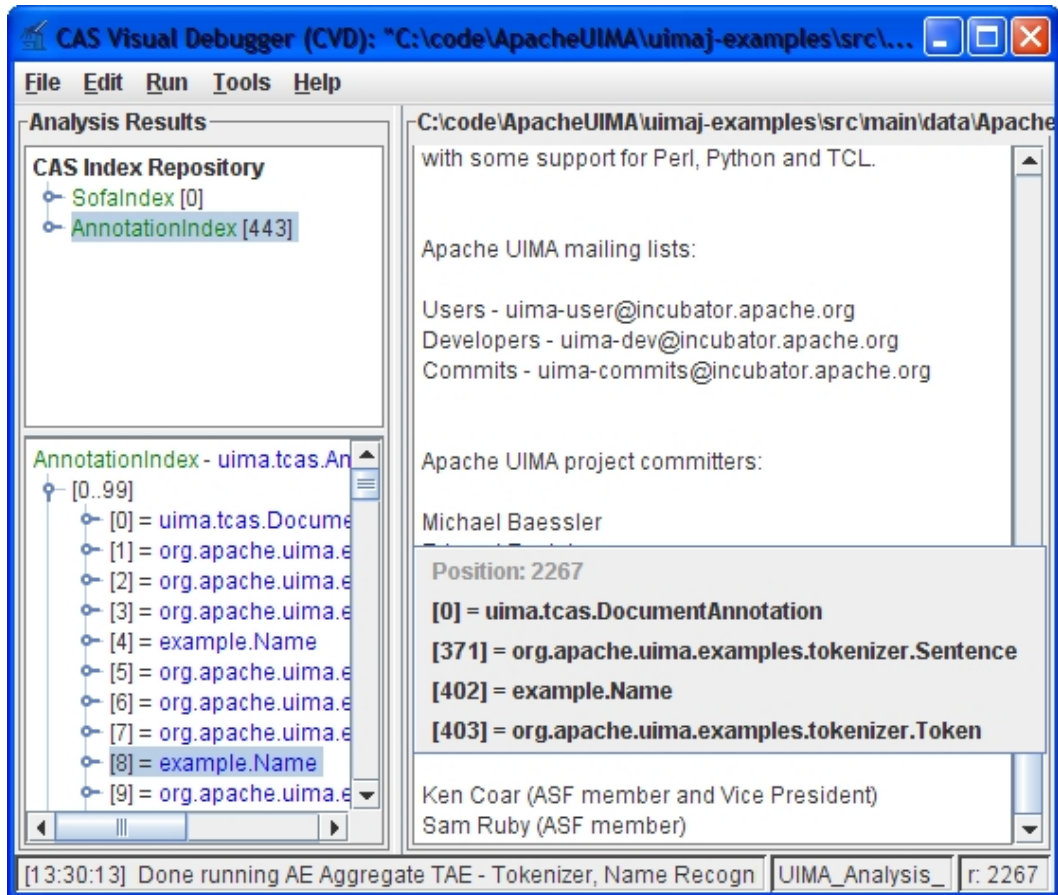 CAS Visual Debugger (CVD): "C:\code\ApacheUIMA\uimaj-examples\src\...
File Edit Run Tools Help
Analysis Results
CAS Index Repository
SofaIndex [0]
AnnotationIndex [443]
AnnotationIndex - uima.tcas.An
[0..99]
[0] = uima.tcas.Docume
[1] = org.apache.uima.e
[2] = org.apache.uima.e
[3] = org.apache.uima.e
[4] = example.Name
[5] = org.apache.uima.e
[6] = org.apache.uima.e
[7] = org.apache.uima.e
[8] = example.Name
[9] = org.apache.uima.e
C:\code\ApacheUIMA\uimaj-examples\src\main\data\Apache
with some support for Perl, Python and TCL.
Apache UIMA mailing lists:
Users - uima-user@incubator.apache.org
Developers - uima-dev@incubator.apache.org
Commits - uima-commits@incubator.apache.org
Apache UIMA project committers:
Michael Baessler
Position: 2267
[0] = uima.tcas.DocumentAnnotation
[371] = org.apache.uima.examples.tokenizer.Sentence
[402] = example.Name
[403] = org.apache.uima.examples.tokenizer.Token
Ken Coar (ASF member and Vice President)
Sam Ruby (ASF member)
[13:30:13] Done running AE Aggregate TAE - Tokenizer, Name Recogn
UIMA_Analysis_
r: 2267